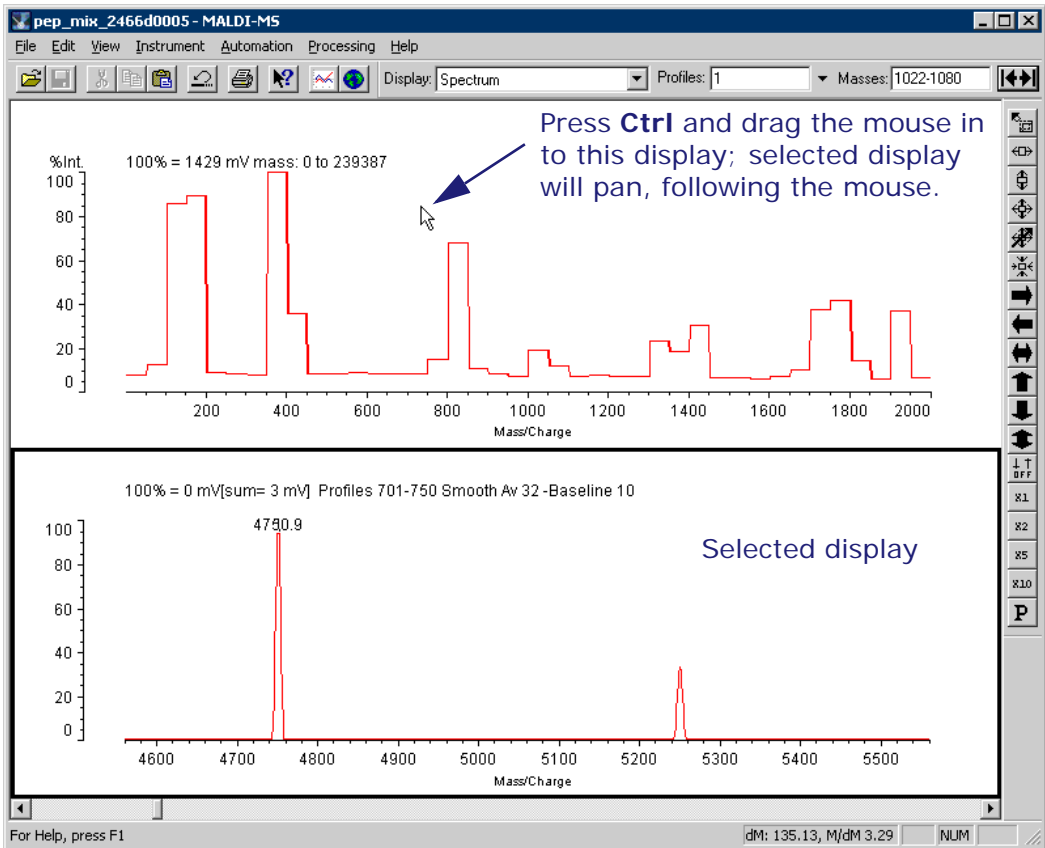 pep_mix_2466d0005 - MALDI-MS
File Edit View Instrument Automation Processing Help
Display: Spectrum Profiles: 1 Masses: 1022-1080
Press Ctrl and drag the mouse in
to this display; selected display
will pan, following the mouse.
%Int. 100% = 1429 mV mass: 0 to 239387
100
80
60
40
20
0
200 400 600 800 1000 1200 1400 1600 1800 2000
Mass/Charge
OFF
X1
X2
X5
X10
P
100% = 0 mV[sum= 3 mV] Profiles 701-750 Smooth Av 32 -Baseline 10
4750.9
Selected display
100
80
60
40
20
0
4600 4700 4800 4900 5000 5100 5200 5300 5400 5500
Mass/Charge
For Help, press F1 dM: 135.13, M/dM 3.29 NUM